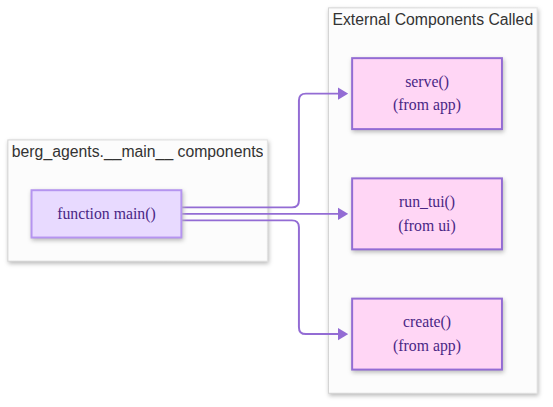 External Components Called
serve()
(from app)
berg_agents.__main__ components
function main()
run_tui()
(from ui)
create()
(from app)